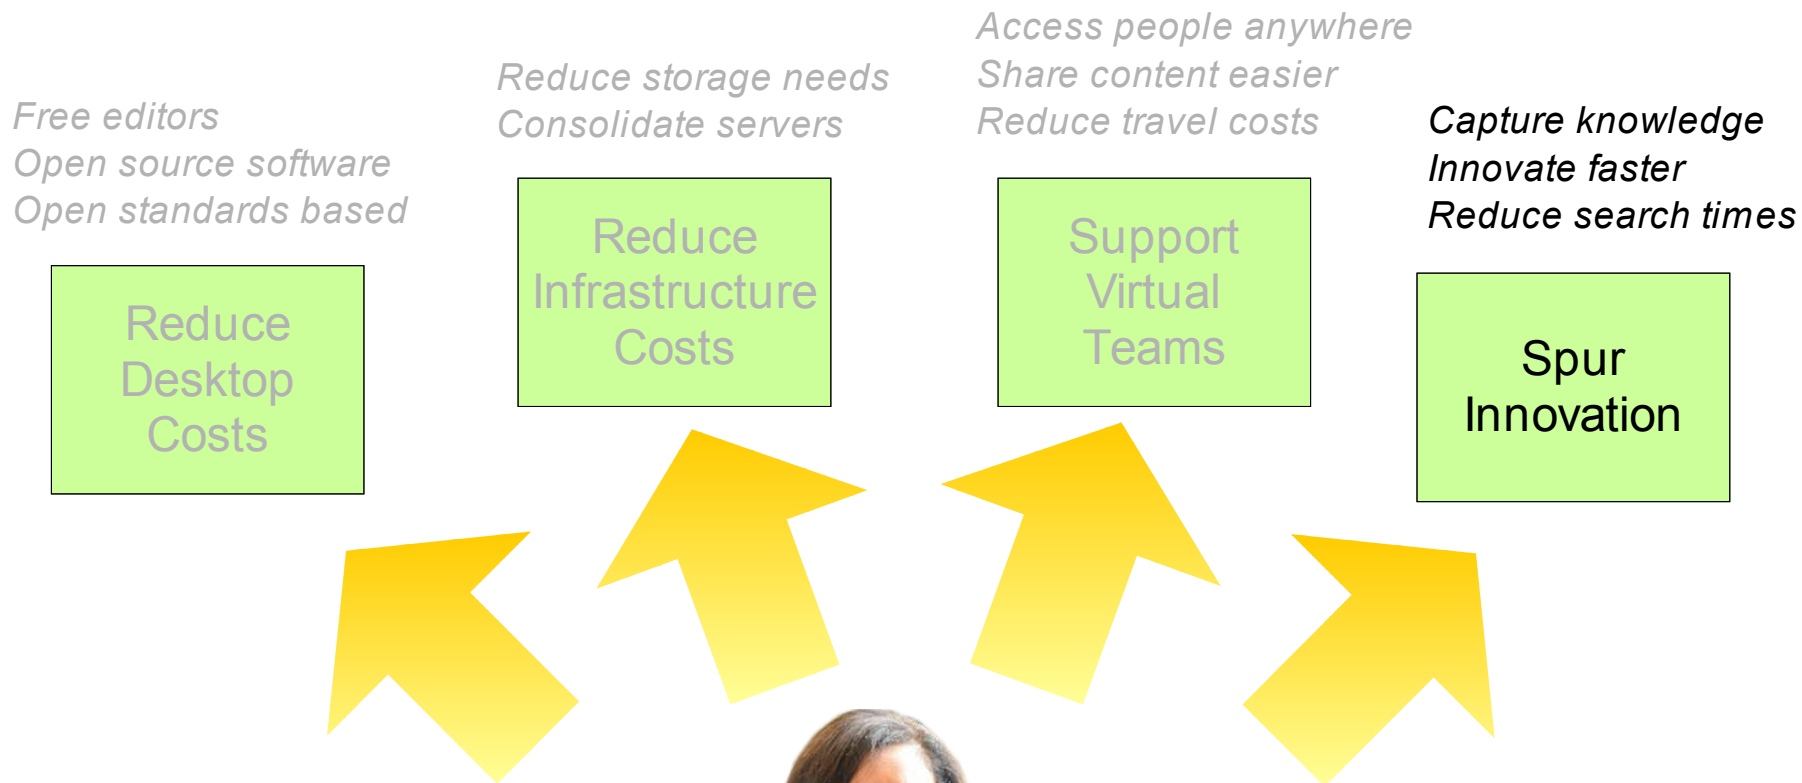 Free editors
Open source software
Open standards based
Reduce
Desktop
Costs
Reduce storage needs
Consolidate servers
Reduce
Infrastructure
Costs
Access people anywhere
Share content easier
Reduce travel costs
Support
Virtual
Teams
Capture knowledge
Innovate faster
Reduce search times
Spur
Innovation